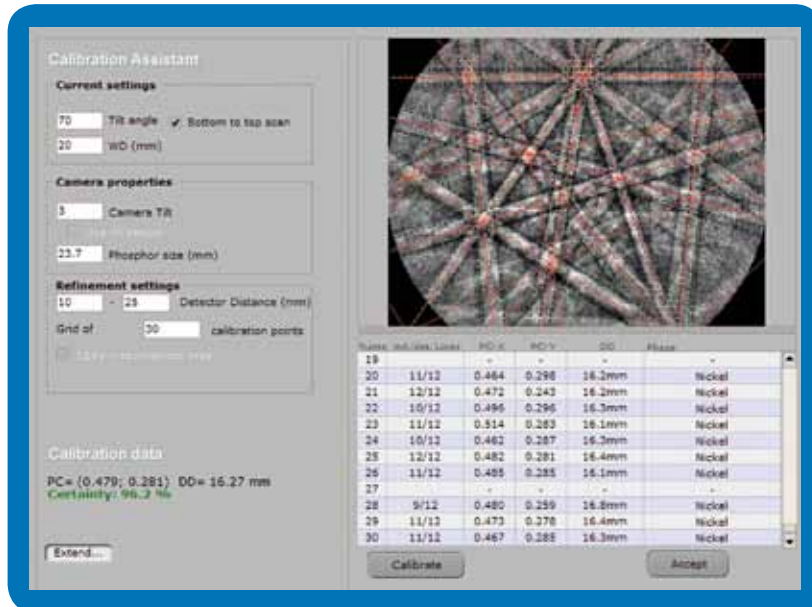 Calibration Assistant
Current settings
70 Tilt angle ✔ Bottom to top scan
20 WD (mm)
Camera properties
3 Camera Tilt
23.7 Phosphor size (mm)
Refinement settings
10 - 25 Detector Distance (mm)
Grid of 30 calibration points
Calibration data
PC= (0.479; 0.281) DD= 16.27 mm
Certainty: 96.2 %
Extend...
Lines PC-X PC-Y DD Phase
19 - - - -
20 11/12 0.464 0.298 16.2mm Nickel
21 12/12 0.472 0.243 16.2mm Nickel
22 10/12 0.496 0.296 16.3mm Nickel
23 11/12 0.514 0.283 16.1mm Nickel
24 10/12 0.462 0.287 16.3mm Nickel
25 12/12 0.482 0.281 16.4mm Nickel
26 11/12 0.485 0.285 16.1mm Nickel
27 - - - -
28 9/12 0.480 0.259 16.8mm Nickel
29 11/12 0.473 0.278 16.4mm Nickel
30 11/12 0.467 0.285 16.3mm Nickel
Calibrate Accept